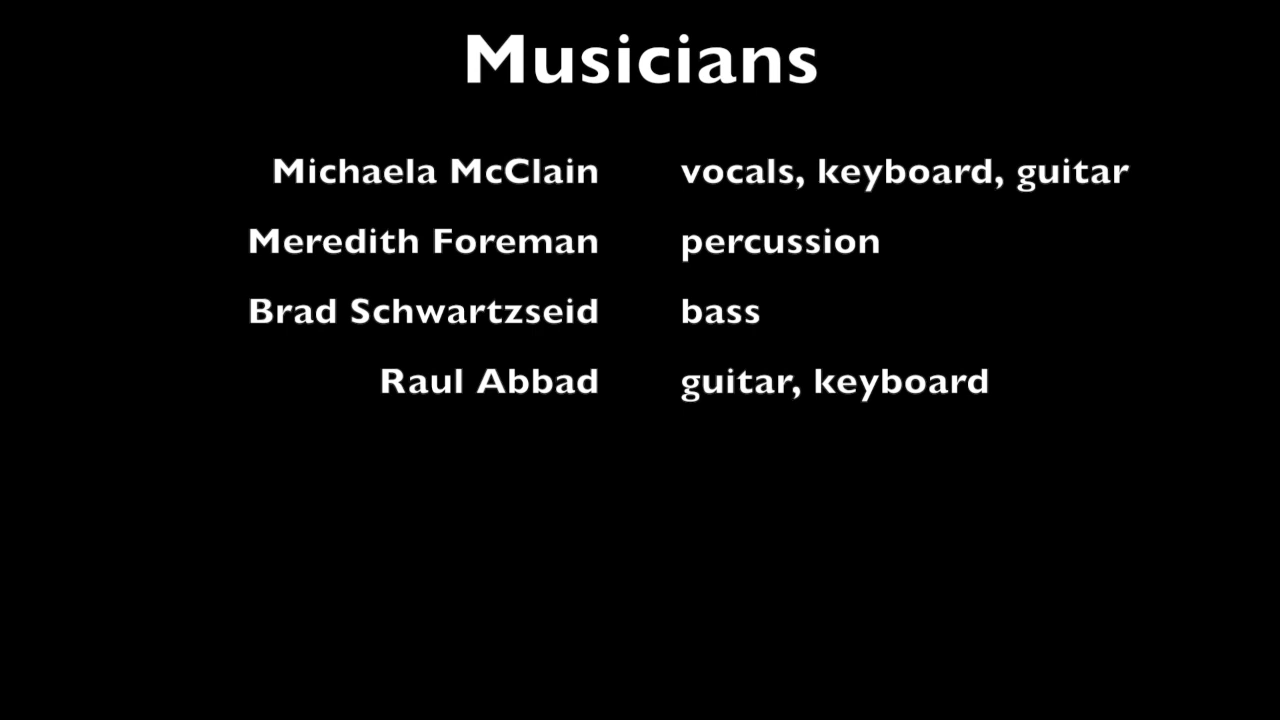 Musicians
Michaela McClain vocals, keyboard, guitar
Meredith Foreman percussion
Brad Schwartzseid bass
Raul Abbad guitar, keyboard